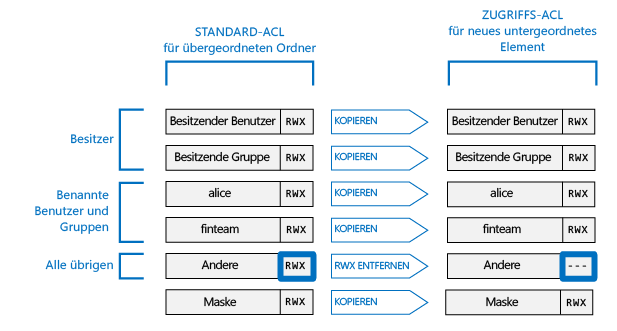 STANDARD-ACL
für übergeordneten Ordner
ZUGRIFFS-ACL
für neues untergeordnetes
Element
Besitzer
Besitzender Benutzer RWX KOPIEREN Besitzender Benutzer RWX
Besitzende Gruppe RWX KOPIEREN Besitzende Gruppe RWX
Benannte
Benutzer und
Gruppen
alice RWX KOPIEREN alice RWX
finteam RWX KOPIEREN finteam RWX
Alle übrigen Andere RWX RWX ENTFERNEN Andere ---
Maske RWX KOPIEREN Maske RWX